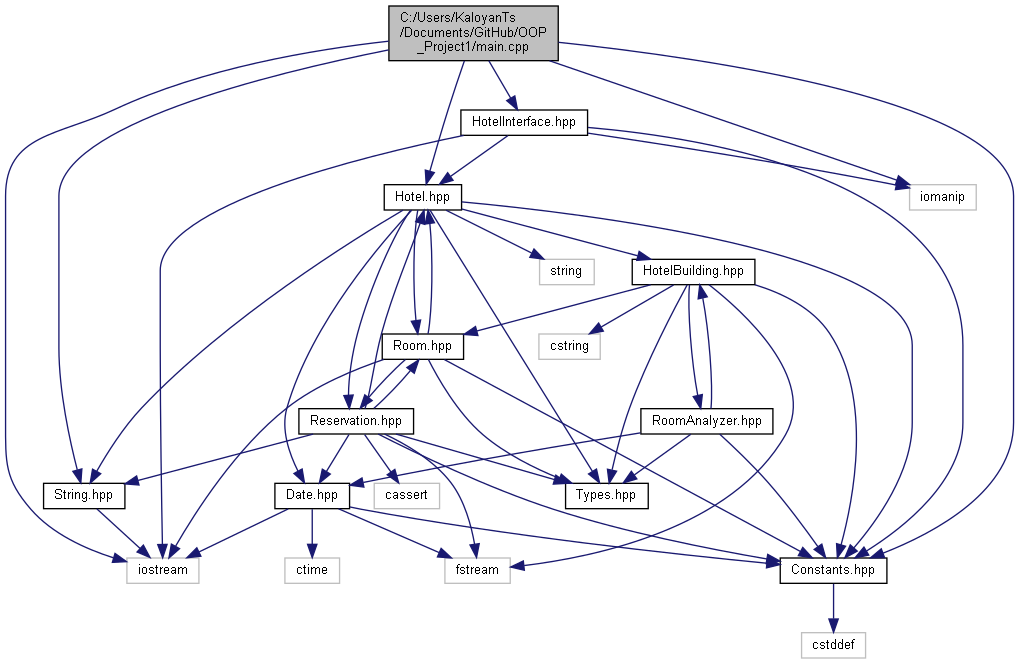 C:/Users/KaloyanTs
/Documents/GitHub/OOP
_Project1/main.cpp
HotelInterface.hpp
Hotel.hpp
iomanip
string
HotelBuilding.hpp
Room.hpp
cstring
Reservation.hpp
RoomAnalyzer.hpp
String.hpp
Date.hpp
cassert
Types.hpp
iostream
ctime
fstream
Constants.hpp
cstddef